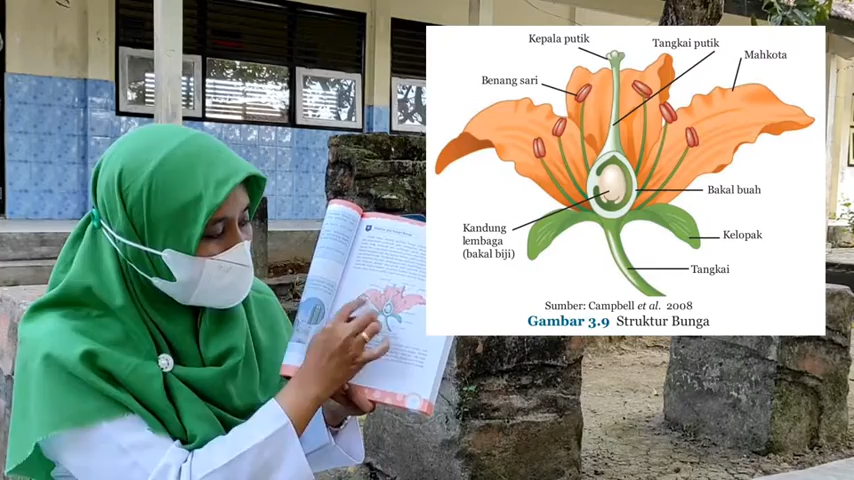 Kepala putik
Tangkai putik
Mahkota
Benang sari
Bakal buah
Kandung
lembaga
(bakal biji)
Kelopak
Tangkai
Sumber: Campbell et al. 2008
Gambar 3.9 Struktur Bunga